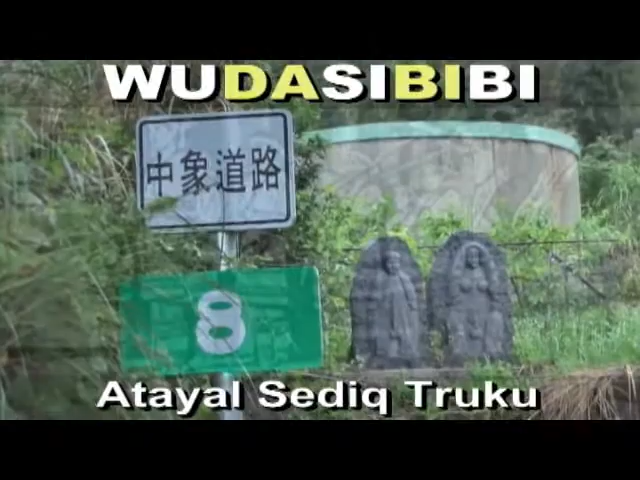 WUDASIBIBI
中象道路
8
Atayal Sediq Truku